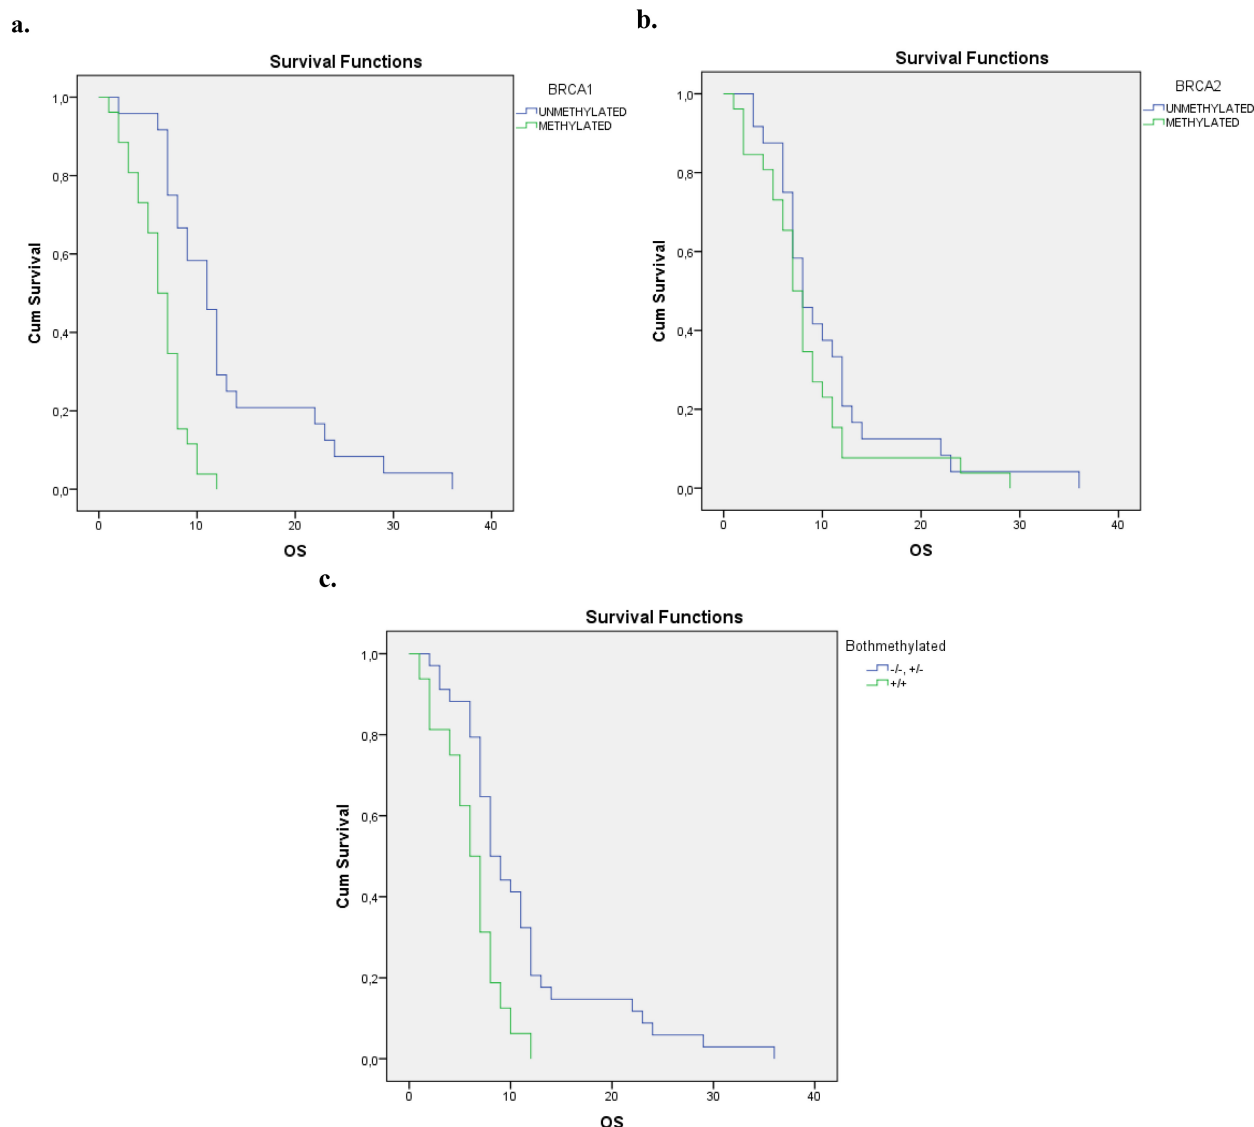 a.
Survival Functions
BRCA1
UNMETHYLATED
METHYLATED
1,0
0,8
0,6
0,4
0,2
0,0
Cum Survival
0 10 20 30 40
OS
b.
Survival Functions
BRCA2
UNMETHYLATED
METHYLATED
1,0
0,8
0,6
0,4
0,2
0,0
Cum Survival
0 10 20 30 40
OS
c.
Survival Functions
Bothmethylated
-/-, +/-
+/+
1,0
0,8
0,6
0,4
0,2
0,0
Cum Survival
0 10 20 30 40
OS